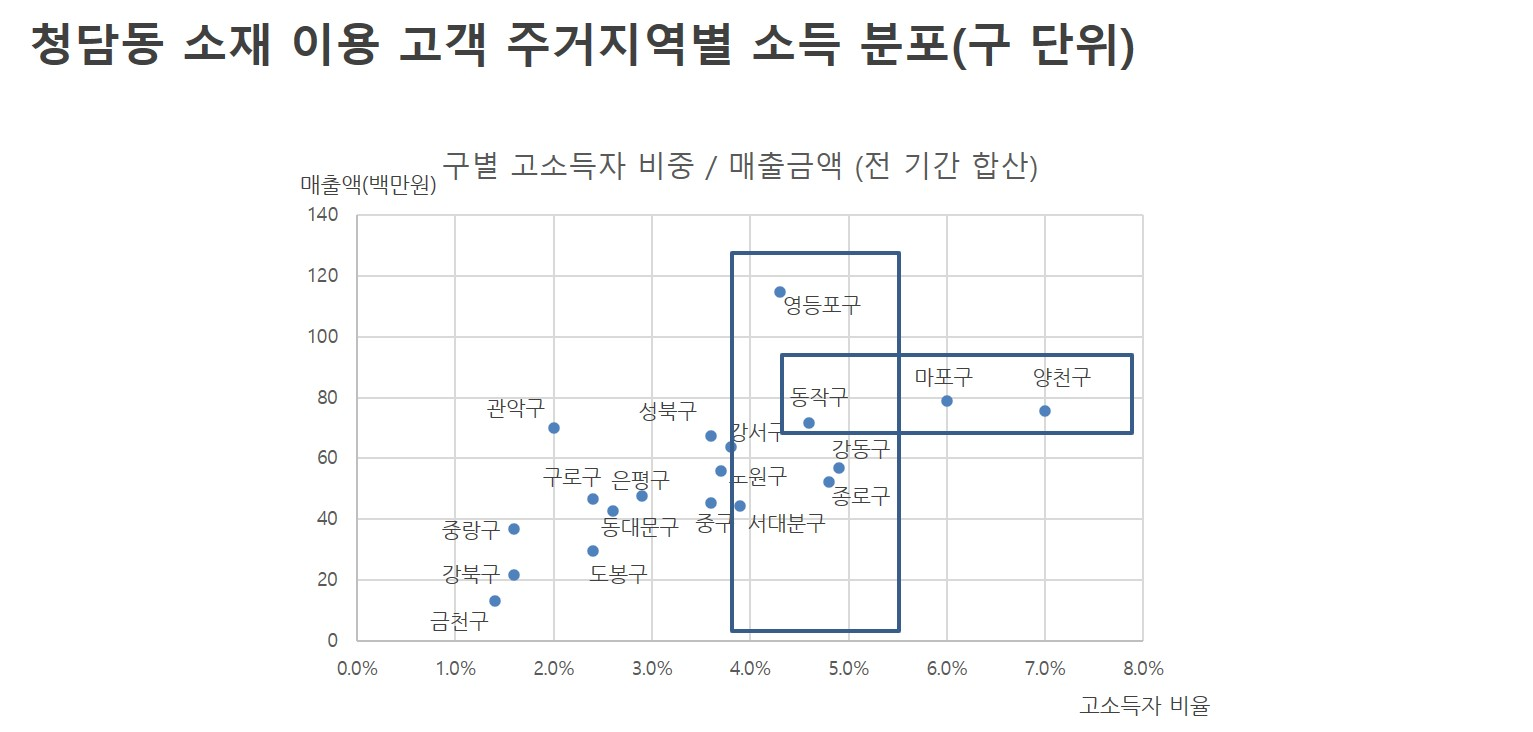 청담동 소재 이용 고객 주거지역별 소득 분포(구 단위)
구별 고소득자 비중 / 매출금액 (전 기간 합산)
매출액(백만원)
140
120
100
80
60
40
20
0
영등포구
마포구
양천구
동작구
관악구
성북구
강서구
강동구
구로구
은평구
노원구
종로구
중랑구
동대문구
중구
서대분구
강북구
도봉구
금천구
0.0% 1.0% 2.0% 3.0% 4.0% 5.0% 6.0% 7.0% 8.0%
고소득자 비율